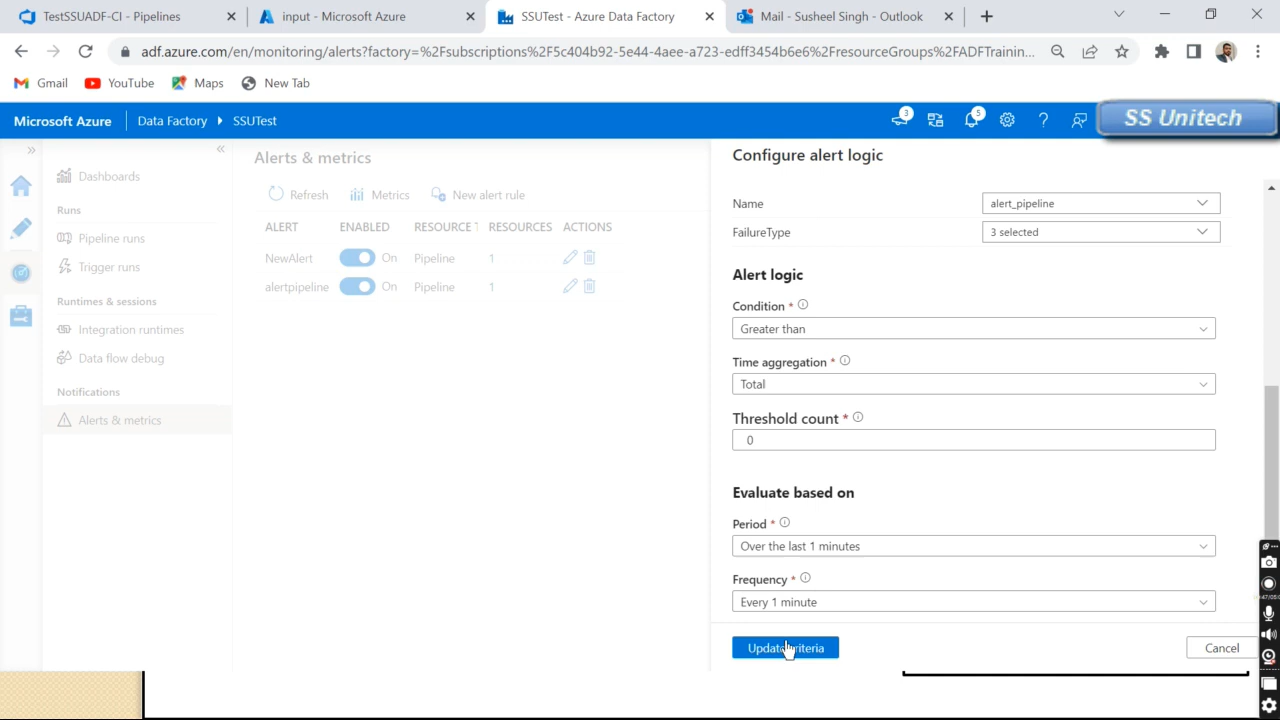 TestSSUADF-CI - Pipelines
input - Microsoft Azure
SSUTest - Azure Data Factory
Mail - Susheel Singh - Outlook
adf.azure.com/en/monitoring/alerts?factory=%2Fsubscriptions%2F5c404b92-5e44-4aee-a723-edff3454b6e6%2FresourceGroups%2FADFTrainin...
Gmail
YouTube
Maps
New Tab
Microsoft Azure
Data Factory
SSUTest
3
5
SS Unitech
Dashboards
Runs
Pipeline runs
Trigger runs
Runtimes & sessions
Integration runtimes
Data flow debug
Notifications
Alerts & metrics
Alerts & metrics
Refresh
Metrics
New alert rule
ALERT ENABLED RESOURCE T RESOURCES ACTIONS
NewAlert On Pipeline 1
alertpipeline On Pipeline 1
Configure alert logic
Name alert_pipeline
FailureType 3 selected
Alert logic
Condition *
Greater than
Time aggregation *
Total
Threshold count *
0
Evaluate based on
Period *
Over the last 1 minutes
Frequency *
Every 1 minute
Update criteria
Cancel